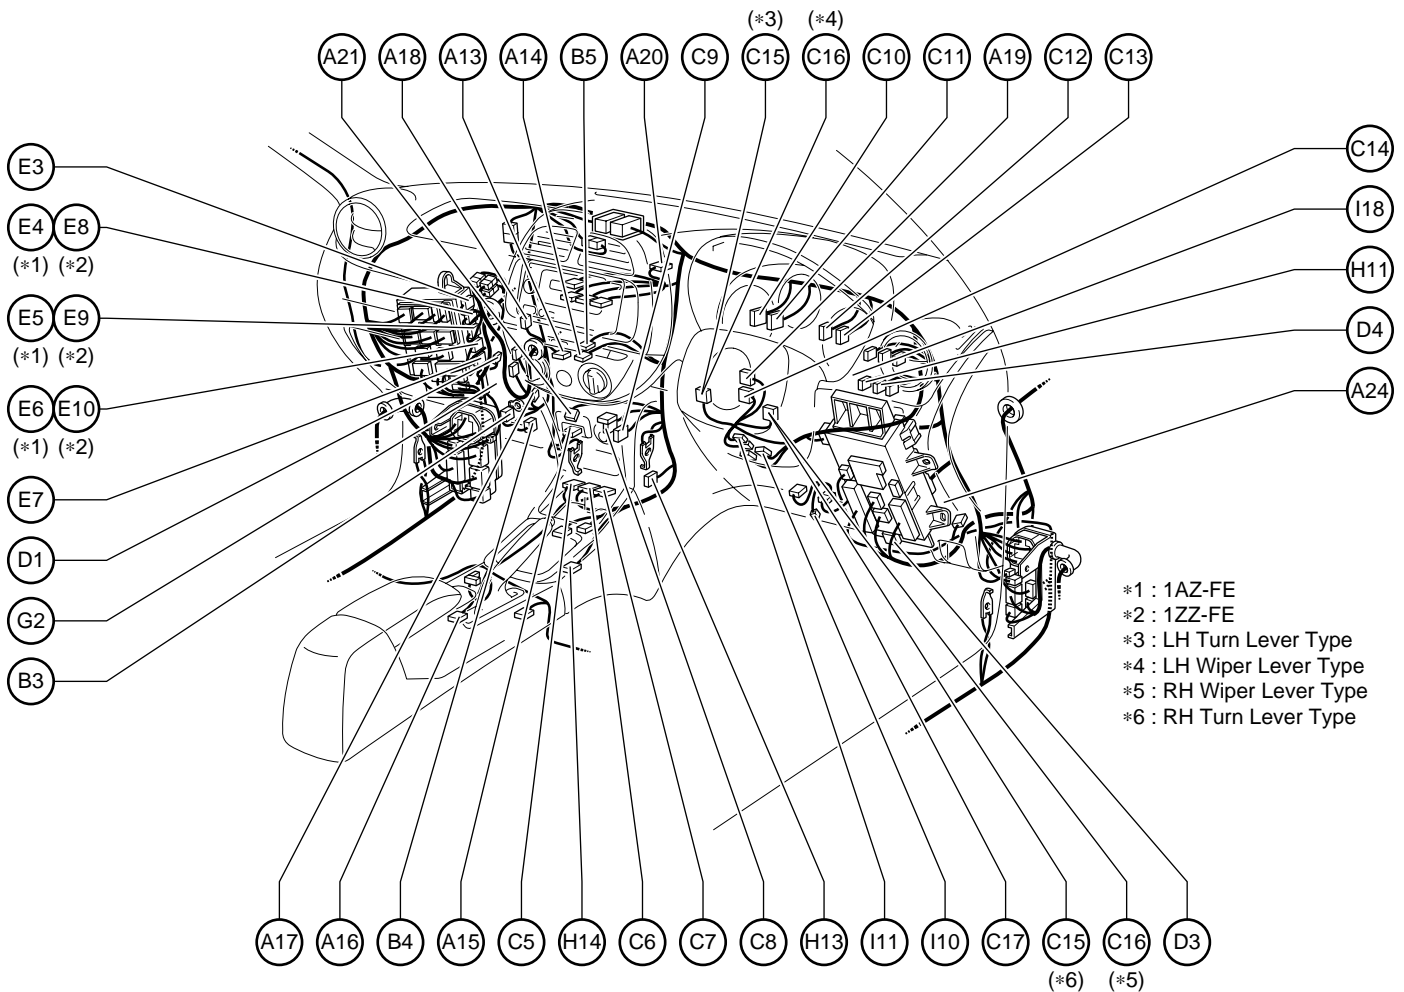 (∗3) (∗4)
A21 A18 A13 A14 B5 A20 C9 C15 C16 C10 C11 A19 C12 C13
E3
E4 E8
(∗1) (∗2)
E5 E9
(∗1) (∗2)
E6 E10
(∗1) (∗2)
E7
D1
G2
B3
C14
I18
H11
D4
A24
∗1 : 1AZ-FE
∗2 : 1ZZ-FE
∗3 : LH Turn Lever Type
∗4 : LH Wiper Lever Type
∗5 : RH Wiper Lever Type
∗6 : RH Turn Lever Type
A17 A16 B4 A15 C5 H14 C6 C7 C8 H13 I11 I10 C17 C15 C16 D3
(∗6) (∗5)